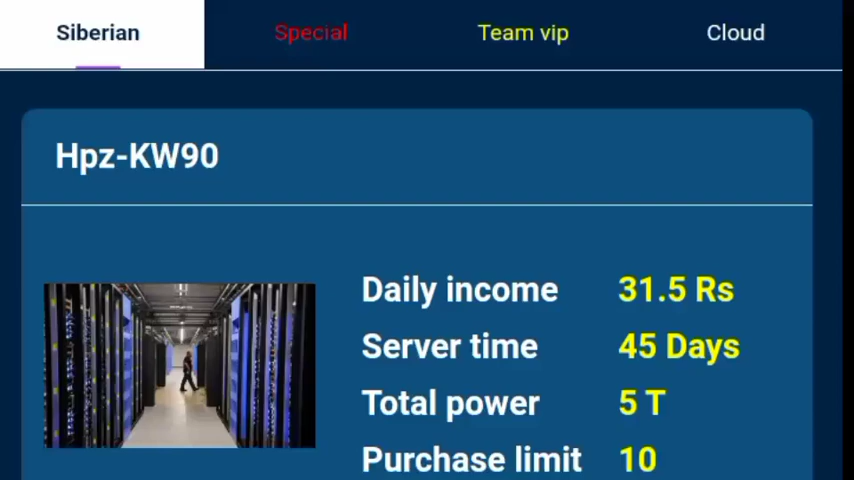 Siberian Special Team vip Cloud
Hpz-KW90
Daily income 31.5 Rs
Server time 45 Days
Total power 5 T
Purchase limit 10